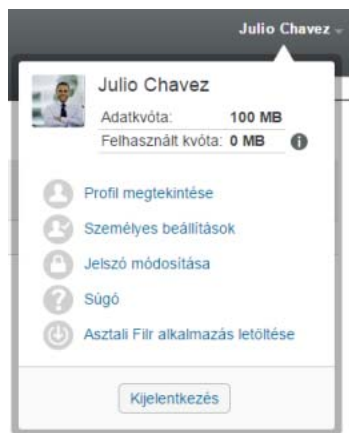 Julio Chavez
Julio Chavez
Adatkvóta: 100 MB
Felhasznált kvóta: 0 MB
Profil megtekintése
Személyes beállítások
Jelszó módosítása
Súgó
Asztali Filr alkalmazás letöltése
Kijelentkezés